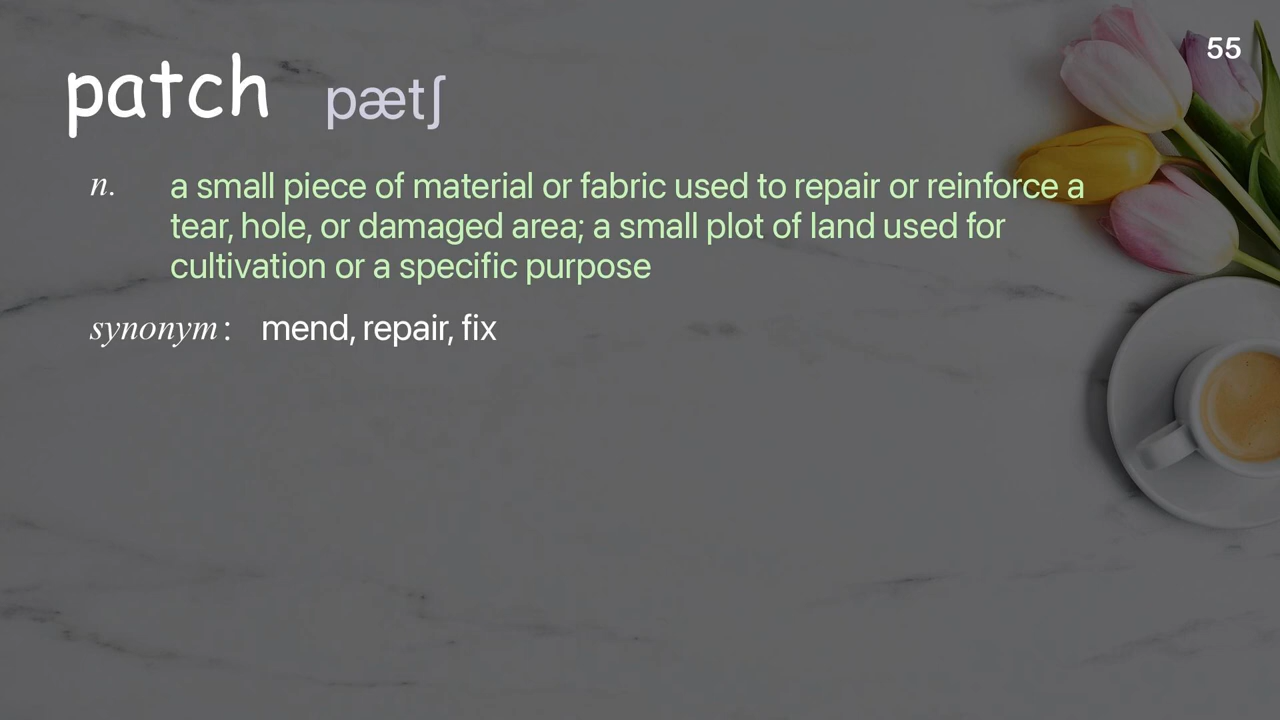 55
patch pætʃ
n. a small piece of material or fabric used to repair or reinforce a
tear, hole, or damaged area; a small plot of land used for
cultivation or a specific purpose
synonym: mend, repair, fix